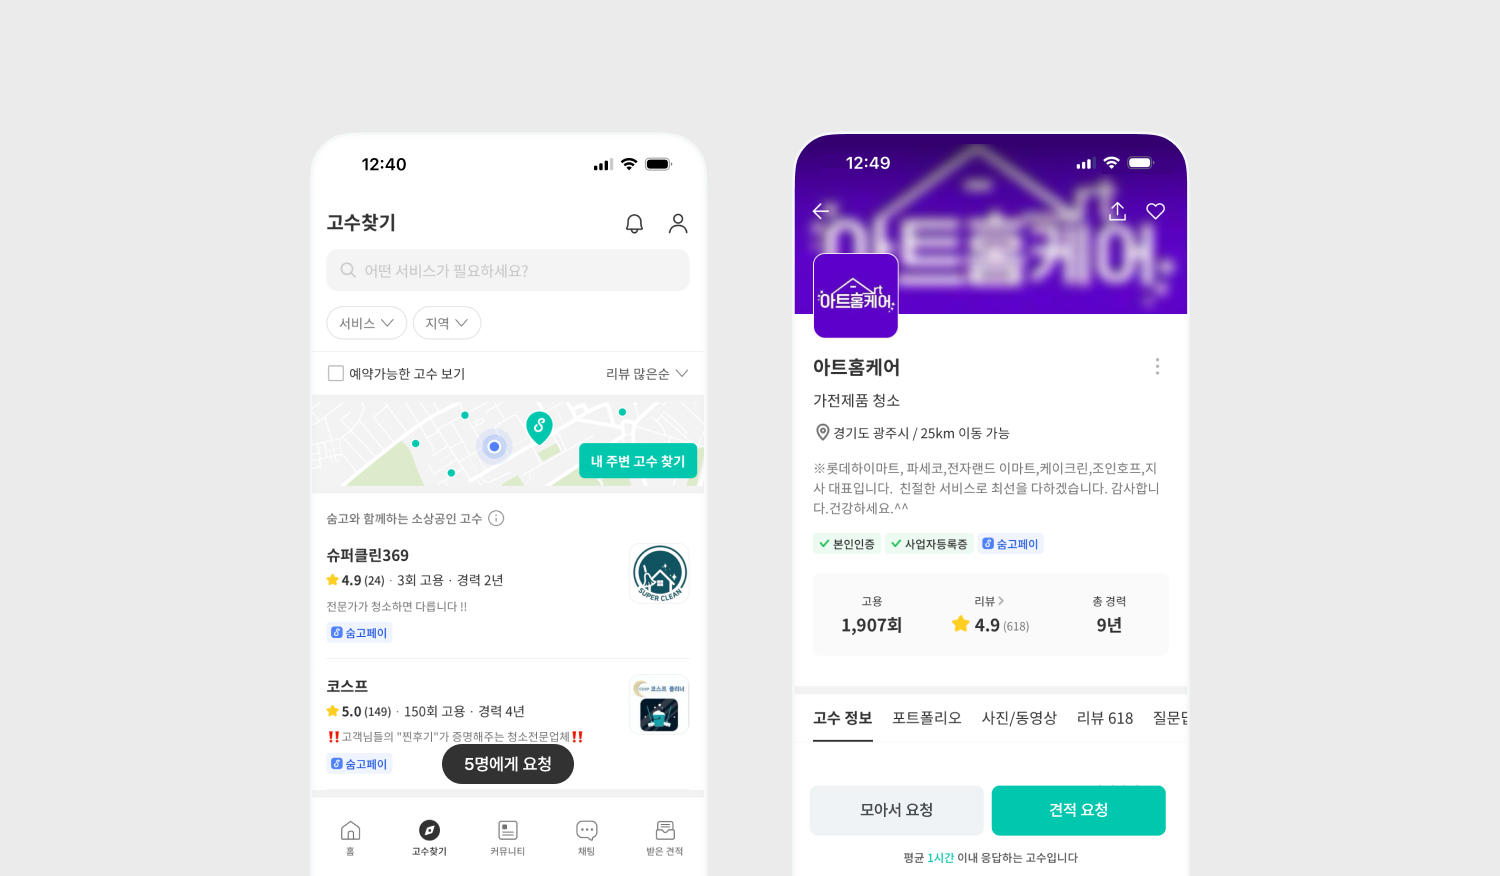 12:40
고수찾기
어떤 서비스가 필요하세요?
서비스
지역
예약가능한 고수 보기
리뷰 많은순
내 주변 고수 찾기
숨고와 함께하는 소상공인 고수
슈퍼클린369
4.9 (24) · 3회 고용 · 경력 2년
전문가가 청소하면 다릅니다 !!
숨고페이
SUPER CLEAN
코스프
5.0 (149) · 150회 고용 · 경력 4년
‼️고객님들의 "찐후기"가 증명해주는 청소전문업체‼️
숨고페이
코스프 클리너
5명에게 요청
홈
고수찾기
커뮤니티
채팅
받은 견적
12:49
아트홈케어
아트홈케어
아트홈케어
가전제품 청소
경기도 광주시 / 25km 이동 가능
※롯데하이마트, 파세코,전자랜드 이마트,케이크린,조인호프,지
사 대표입니다.  친절한 서비스로 최선을 다하겠습니다. 감사합니
다.건강하세요.^^
본인인증
사업자등록증
숨고페이
고용
1,907회
리뷰
4.9 (618)
총 경력
9년
고수 정보
포트폴리오
사진/동영상
리뷰 618
질문답
모아서 요청
견적 요청
평균 1시간 이내 응답하는 고수입니다